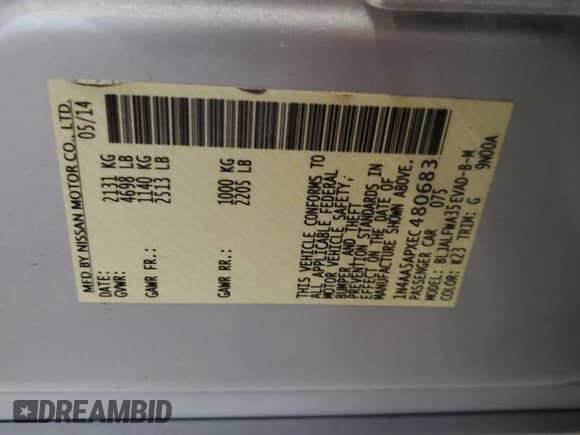 MFD BY NISSAN MOTOR CO., LTD.
DATE: 05/14
GVWR: 2131 KG
4698 LB
GAWR FR: 1140 KG
2513 LB
GAWR RR: 1000 KG
2205 LB
THIS VEHICLE CONFORMS TO
ALL APPLICABLE FEDERAL
MOTOR VEHICLE SAFETY,
BUMPER, AND THEFT
PREVENTION STANDARDS IN
EFFECT ON THE DATE OF
MANUFACTURE SHOWN ABOVE.
1N4AA5APXEC480683
PASSENGER CAR 075
MODEL: BLJALFWA35EVAD-B-M
COLOR: K23 TRIM: G 9N00A
DREAMBID